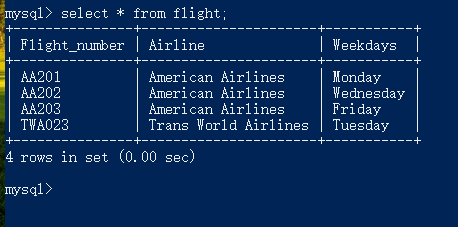 mysql> select * from flight;
+---------------+----------------------+-----------+
| Flight_number | Airline | Weekdays |
+---------------+----------------------+-----------+
| AA201 | American Airlines | Monday |
| AA202 | American Airlines | Wednesday |
| AA203 | American Airlines | Friday |
| TWA023 | Trans World Airlines | Tuesday |
+---------------+----------------------+-----------+
4 rows in set (0.00 sec)
mysql>